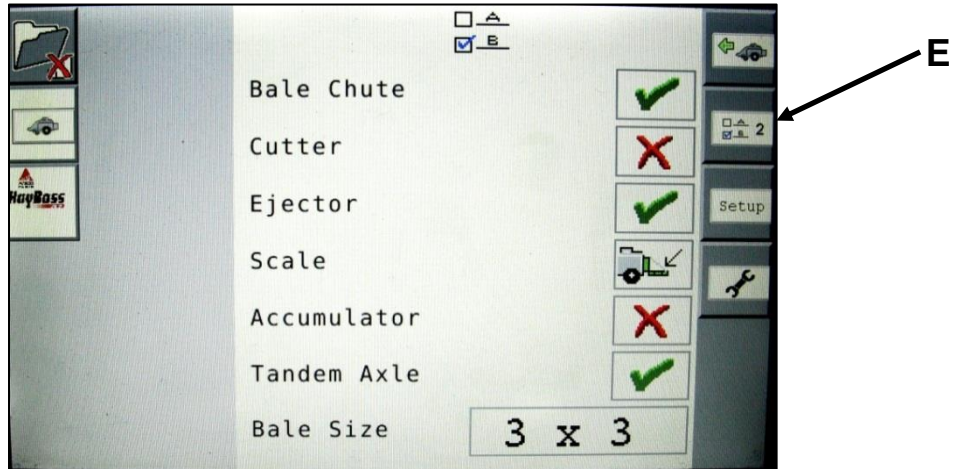 A
B
Bale Chute
Cutter
Ejector
Scale
Accumulator
Tandem Axle
Bale Size 3 x 3
HayBoss
A
B 2
Setup
E